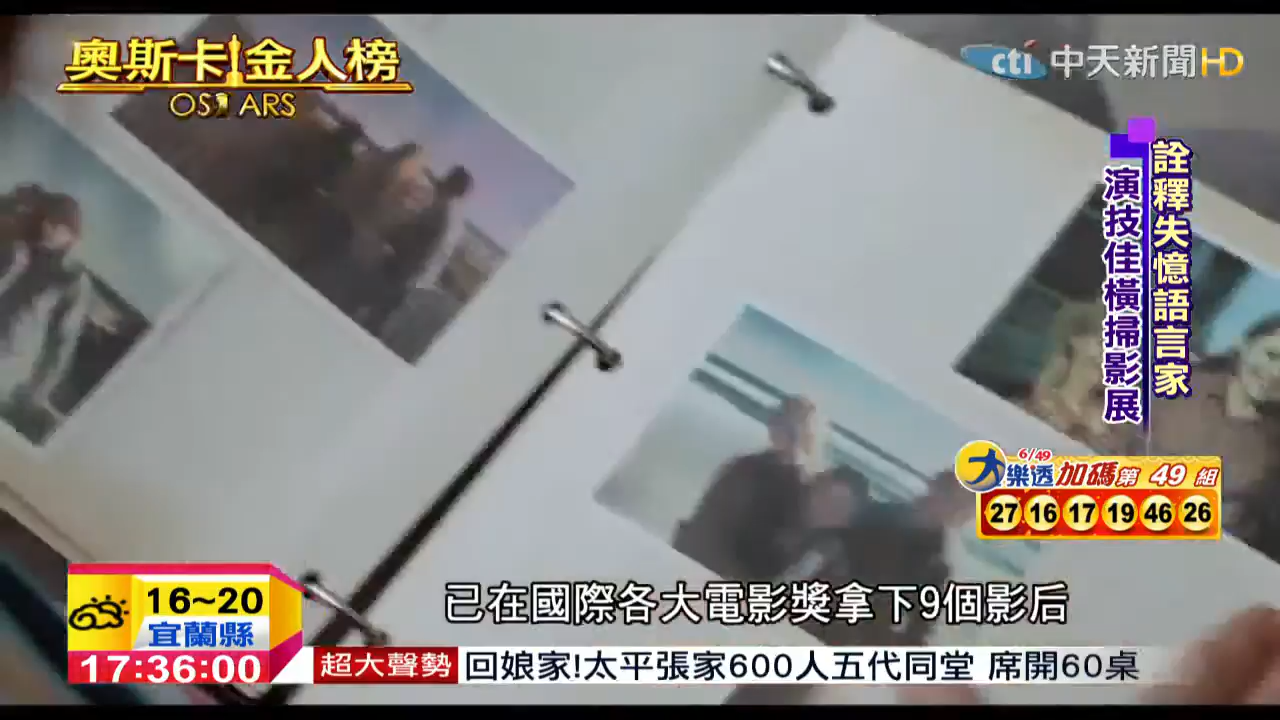 奧斯卡金人榜
OSCARS
cti 中天新聞HD
詮釋失憶語言家
演技佳橫掃影展
6/49
大樂透加碼第 49 組
27 16 17 19 46 26
已在國際各大電影獎拿下9個影后
16~20
宜蘭縣
17:36:00
超大聲勢 回娘家!太平張家600人五代同堂 席開60桌